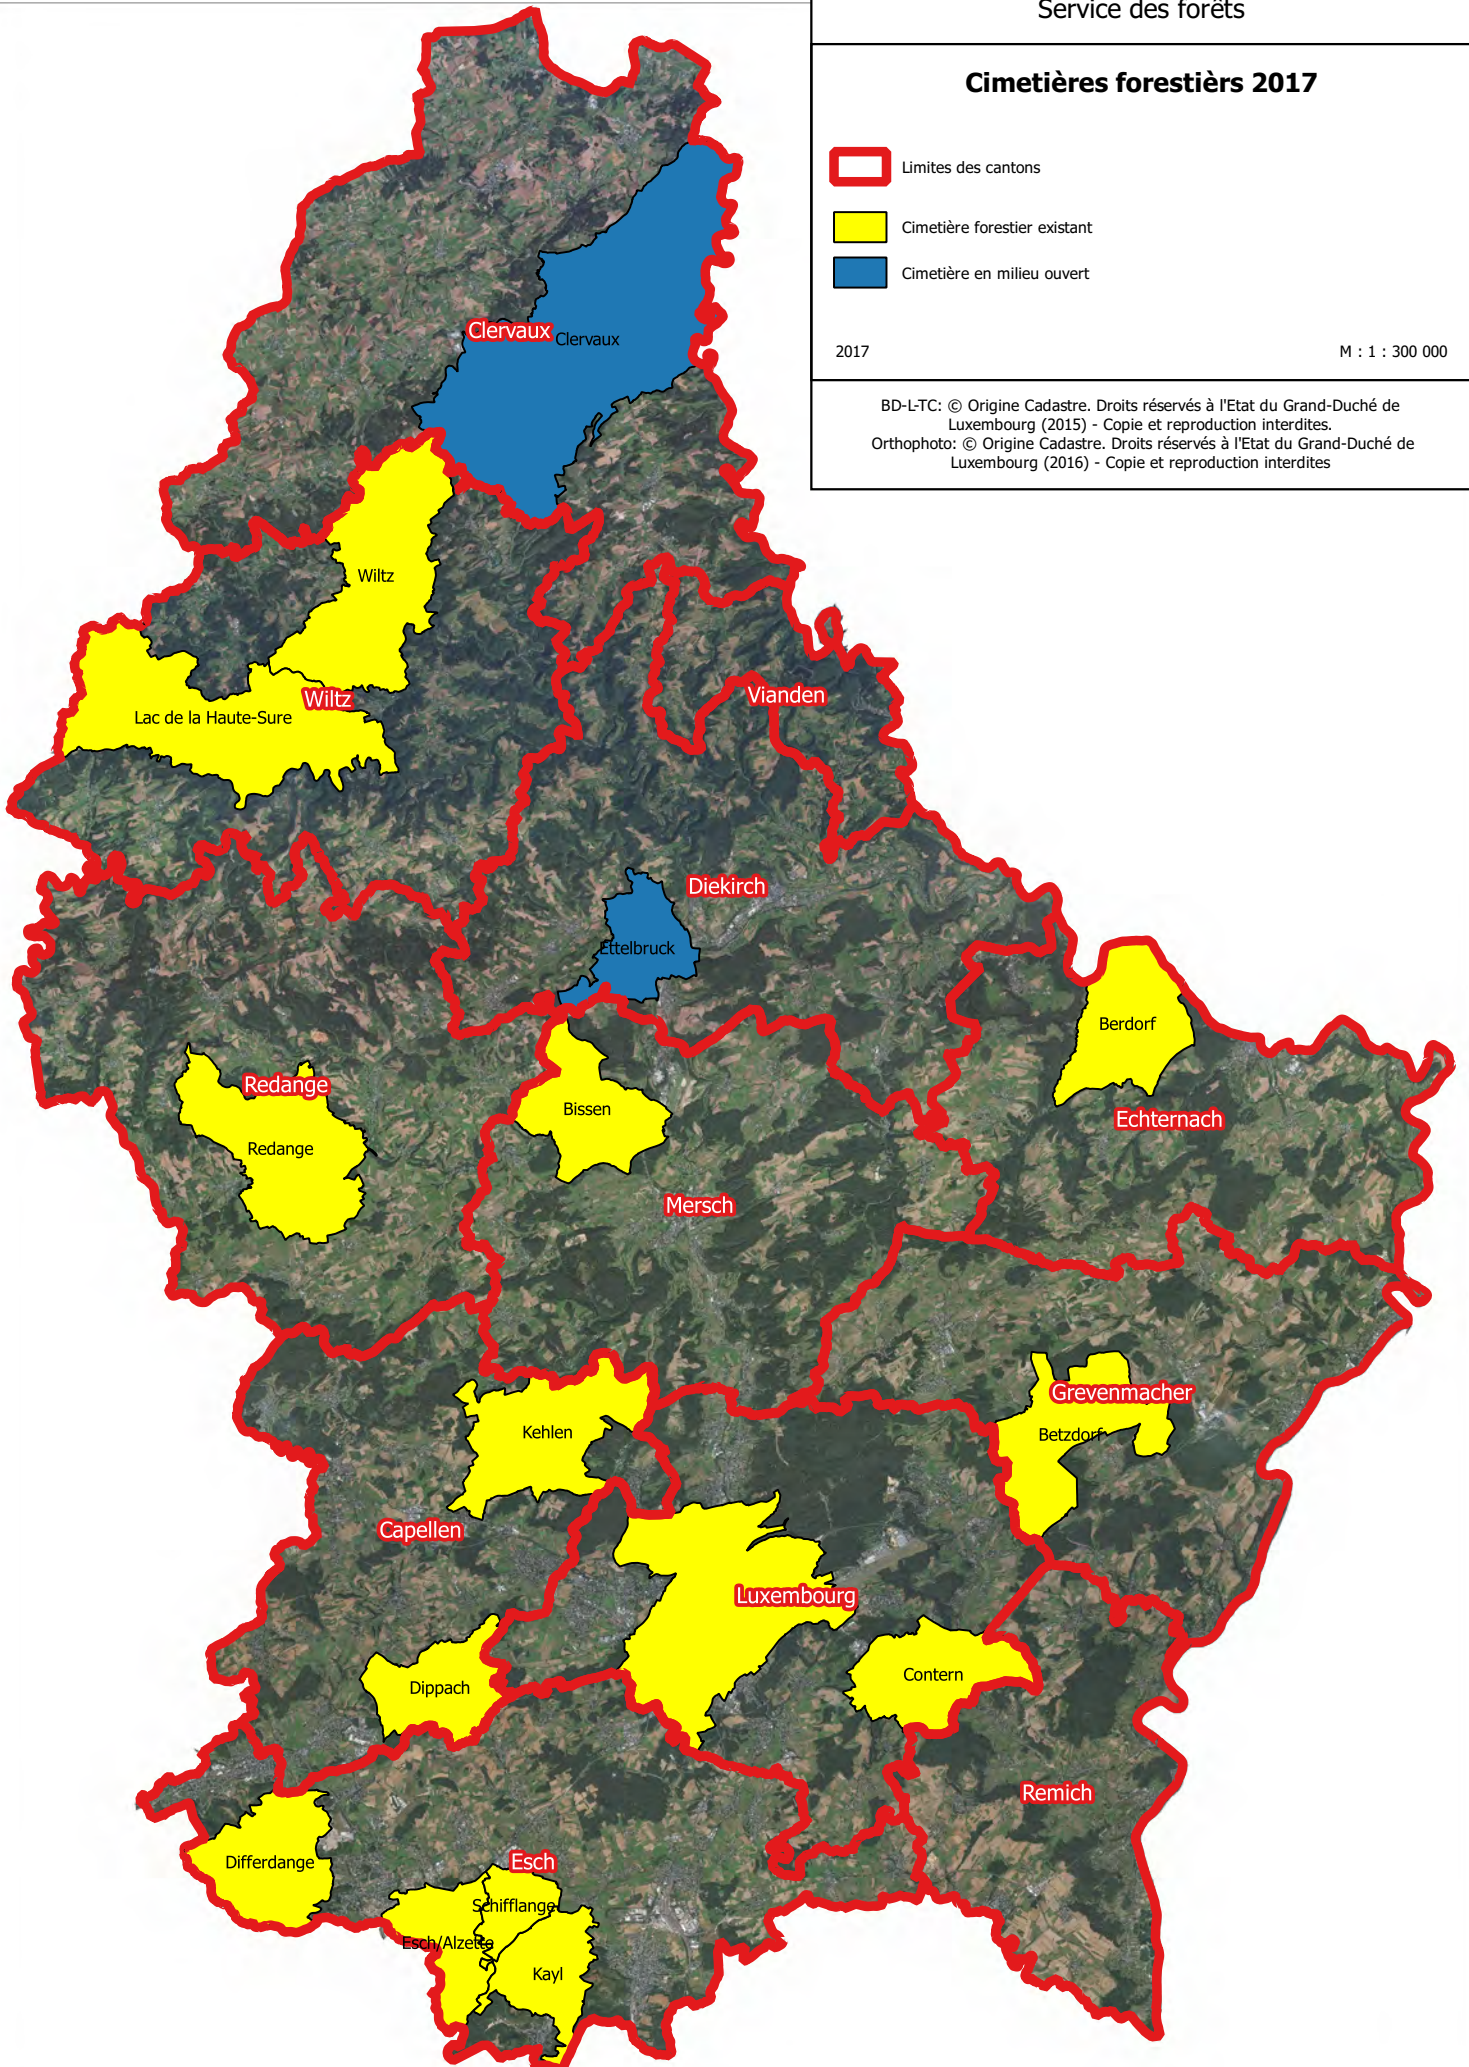 Service des forêts
Cimetières forestièrs 2017
Limites des cantons
Cimetière forestier existant
Cimetière en milieu ouvert
2017
M : 1 : 300 000
BD-L-TC: © Origine Cadastre. Droits réservés à l'Etat du Grand-Duché de
Luxembourg (2015) - Copie et reproduction interdites.
Orthophoto: © Origine Cadastre. Droits réservés à l'Etat du Grand-Duché de
Luxembourg (2016) - Copie et reproduction interdites
Clervaux
Clervaux
Wiltz
Wiltz
Lac de la Haute-Sure
Vianden
Diekirch
Ettelbruck
Berdorf
Echternach
Redange
Redange
Bissen
Mersch
Grevenmacher
Betzdorf
Kehlen
Capellen
Luxembourg
Contern
Dippach
Remich
Differdange
Esch
Schifflange
Esch/Alzette
Kayl